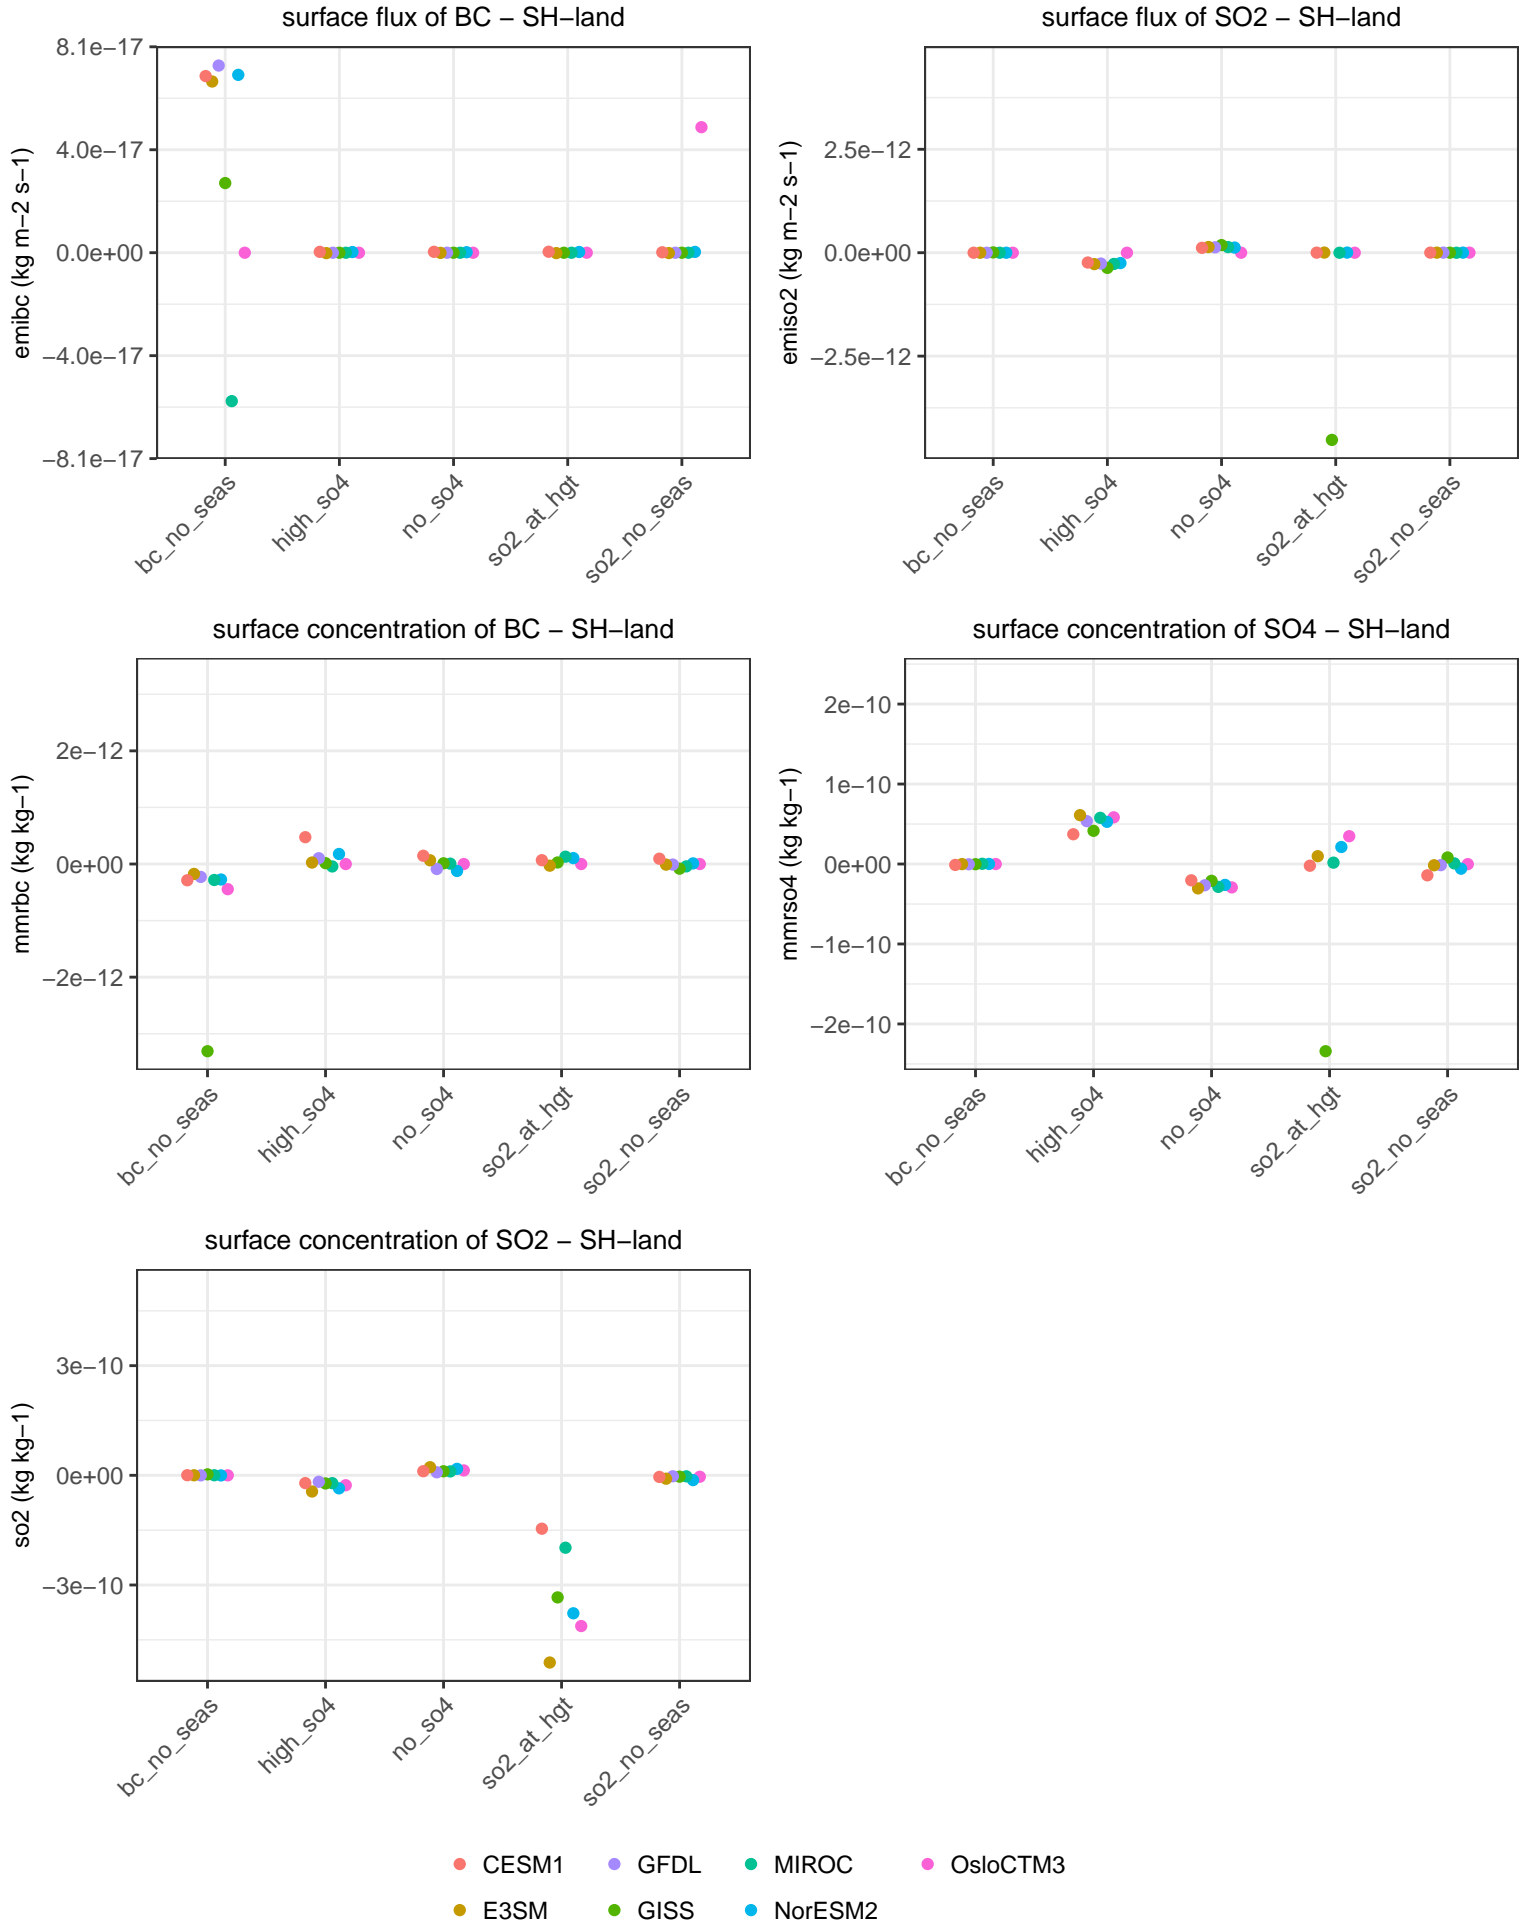 surface flux of BC − SH−land
8.1e−17
4.0e−17
0.0e+00
−4.0e−17
−8.1e−17
emibc (kg m−2 s−1)
bc_no_seas
high_so4
no_so4
so2_at_hgt
so2_no_seas
surface flux of SO2 − SH−land
2.5e−12
0.0e+00
−2.5e−12
emiso2 (kg m−2 s−1)
bc_no_seas
high_so4
no_so4
so2_at_hgt
so2_no_seas
surface concentration of BC − SH−land
2e−12
0e+00
−2e−12
mmrbc (kg kg−1)
bc_no_seas
high_so4
no_so4
so2_at_hgt
so2_no_seas
surface concentration of SO4 − SH−land
2e−10
1e−10
0e+00
−1e−10
−2e−10
mmrso4 (kg kg−1)
bc_no_seas
high_so4
no_so4
so2_at_hgt
so2_no_seas
surface concentration of SO2 − SH−land
3e−10
0e+00
−3e−10
so2 (kg kg−1)
bc_no_seas
high_so4
no_so4
so2_at_hgt
so2_no_seas
CESM1 GFDL MIROC OsloCTM3
E3SM GISS NorESM2